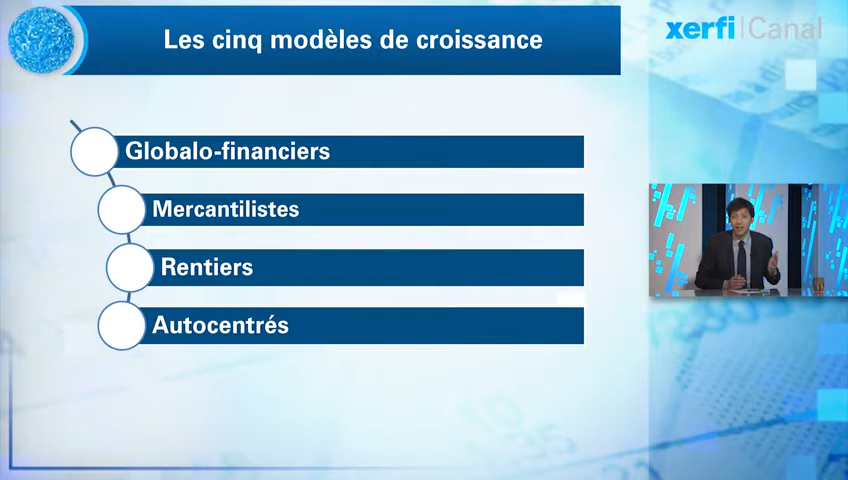 Les cinq modèles de croissance
xerfi Canal
Globalo-financiers
Mercantilistes
Rentiers
Autocentrés